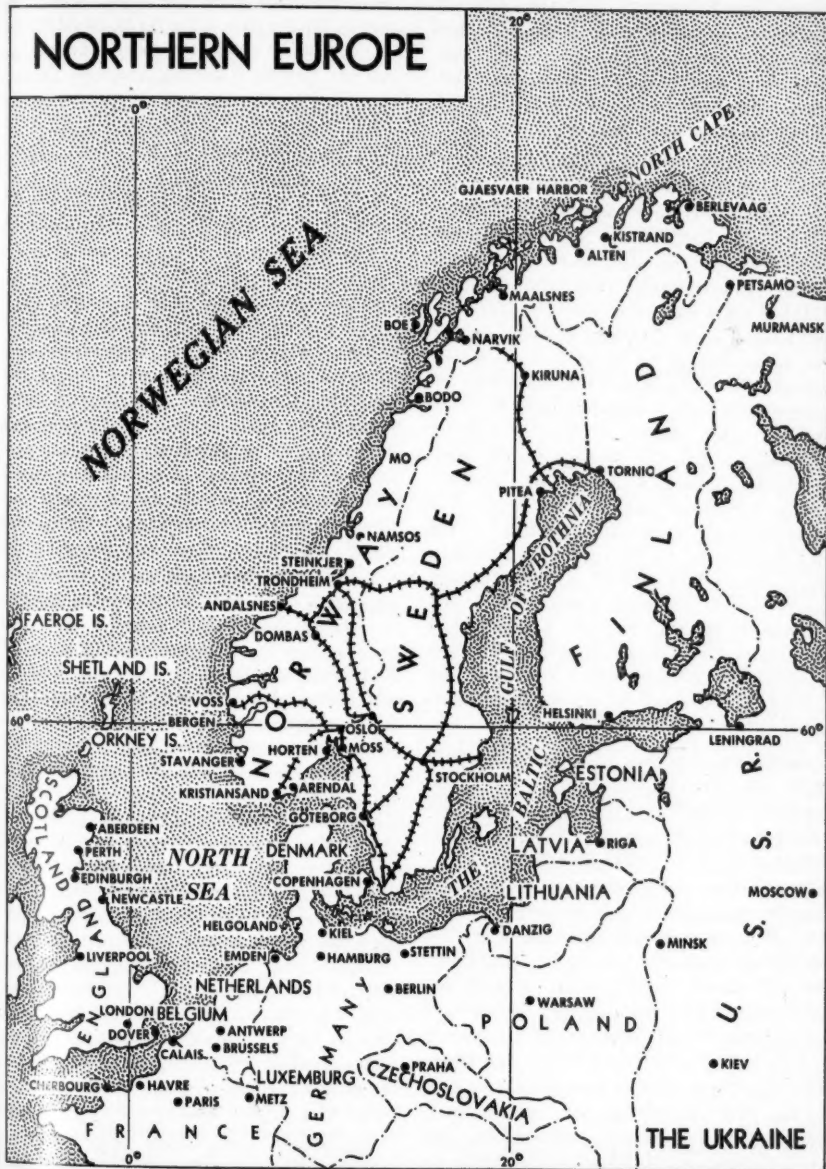 NORTHERN EUROPE
20°
0°
NORTH CAPE
GJAESVAER HARBOR
BERLEVAAG
KISTRAND
ALTEN
NORWEGIAN SEA
PETSAMO
MAALSNES
MURMANSK
BOE
NARVIK
KIRUNA
BODO
MO
TORNIO
PITEA
NORWAY
SWEDEN
FINLAND
GULF OF BOTHNIA
NAMSOS
STEINKJER
TRONDHEIM
ANDALSNES
FAEROE IS.
DOMBAS
SHETLAND IS.
VOSS
BERGEN
HELSINKI
60°
OSLO
60°
ORKNEY IS.
HORTEN
MOSS
LENINGRAD
STAVANGER
STOCKHOLM
ESTONIA
KRISTIANSAND
ARENDAL
GÖTEBORG
THE BALTIC
SCOTLAND
ABERDEEN
PERTH
NORTH
SEA
DENMARK
LATVIA
RIGA
EDINBURGH
COPENHAGEN
LITHUANIA
MOSCOW
NEWCASTLE
U. S. S. R.
HELGOLAND
KIEL
DANZIG
LIVERPOOL
EMDEN
HAMBURG
STETTIN
MINSK
ENGLAND
NETHERLANDS
BERLIN
WARSAW
LONDON
BELGIUM
POLAND
DOVER
ANTWERP
CALAIS
BRUSSELS
GERMANY
PRAHA
KIEV
CHERBOURG
HAVRE
LUXEMBURG
CZECHOSLOVAKIA
PARIS
METZ
FRANCE
THE UKRAINE
0°
20°